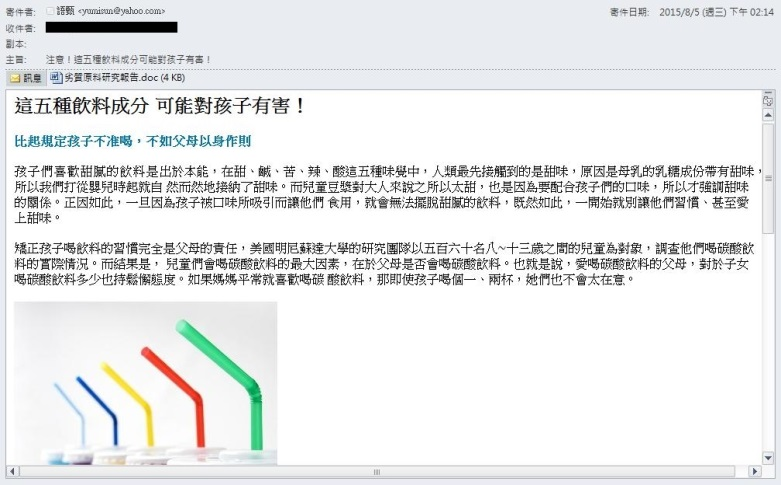 寄件者: 語甄 <yumisun@yahoo.com> 寄件日期: 2015/8/5 (週三) 下午 02:14
收件者:
副本:
主旨: 注意！這五種飲料成分可能對孩子有害！
訊息 劣質原料研究報告.doc (4 KB)
這五種飲料成分 可能對孩子有害！
比起規定孩子不准喝，不如父母以身作則
孩子們喜歡甜膩的飲料是出於本能，在甜、鹹、苦、辣、酸這五種味覺中，人類最先接觸到的是甜味，原因是母乳的乳糖成份帶有甜味，
所以我們打從嬰兒時起就自 然而然地接納了甜味。而兒童豆漿對大人來說之所以太甜，也是因為要配合孩子們的口味，所以才強調甜味
的關係。正因如此，一旦因為孩子被口味所吸引而讓他們 食用，就會無法擺脫甜膩的飲料，既然如此，一開始就別讓他們習慣、甚至愛
上甜味。
矯正孩子喝飲料的習慣完全是父母的責任，美國明尼蘇達大學的研究團隊以五百六十名八~十三歲之間的兒童為對象，調查他們喝碳酸飲
料的實際情況。而結果是， 兒童們會喝碳酸飲料的最大因素，在於父母是否會喝碳酸飲料。也就是說，愛喝碳酸飲料的父母，對於子女
喝碳酸飲料多少也持鬆懈態度。如果媽媽平常就喜歡喝碳 酸飲料，那即使孩子喝個一、兩杯，她們也不會太在意。